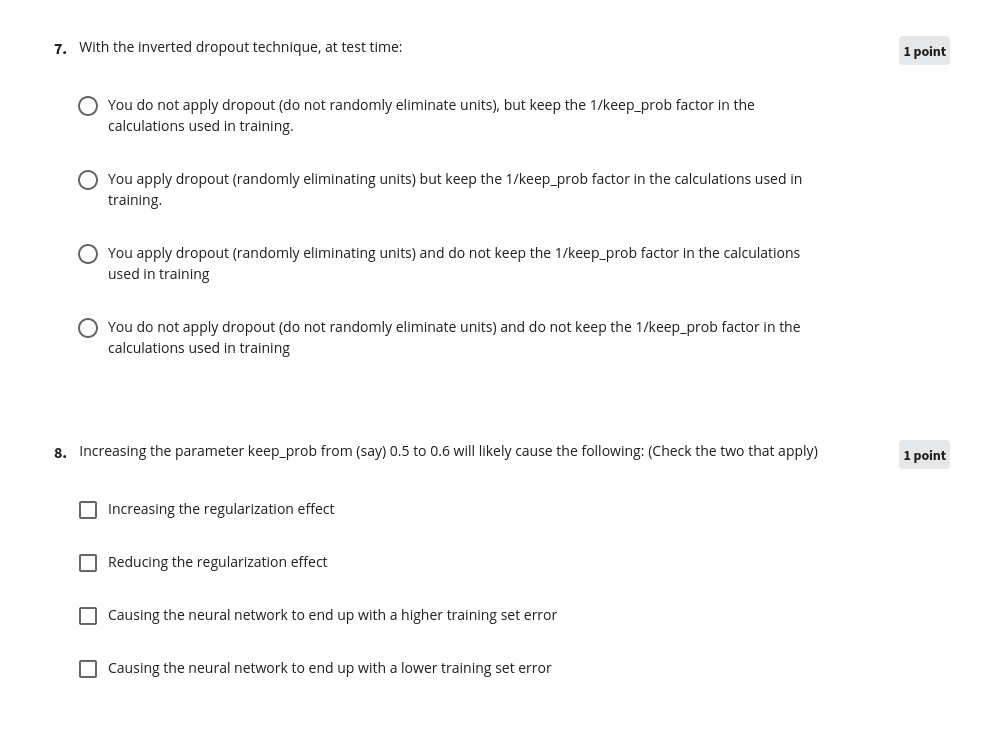 7. With the inverted dropout technique, at test time:
1 point
You do not apply dropout (do not randomly eliminate units), but keep the 1/keep_prob factor in the
calculations used in training.
You apply dropout (randomly eliminating units) but keep the 1/keep_prob factor in the calculations used in
training.
You apply dropout (randomly eliminating units) and do not keep the 1/keep_prob factor in the calculations
used in training
You do not apply dropout (do not randomly eliminate units) and do not keep the 1/keep_prob factor in the
calculations used in training
8. Increasing the parameter keep_prob from (say) 0.5 to 0.6 will likely cause the following: (Check the two that apply)
1 point
Increasing the regularization effect
Reducing the regularization effect
Causing the neural network to end up with a higher training set error
Causing the neural network to end up with a lower training set error